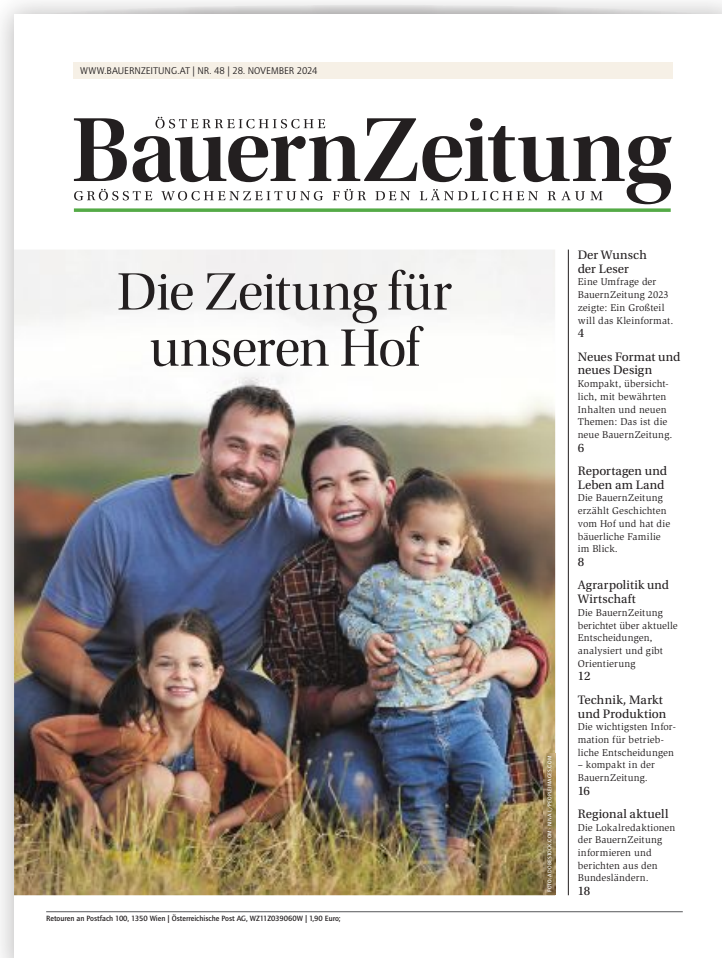 WWW.BAUERNZEITUNG.AT | NR. 48 | 28. NOVEMBER 2024
ÖSTERREICHISCHE
BauernZeitung
GRÖSSTE WOCHENZEITUNG FÜR DEN LÄNDLICHEN RAUM
Die Zeitung für
unseren Hof
Der Wunsch
der Leser
Eine Umfrage der
BauernZeitung 2023
zeigte: Ein Großteil
will das Kleinformat.
4
Neues Format und
neues Design
Kompakt, übersicht-
lich, mit bewährten
Inhalten und neuen
Themen: Das ist die
neue BauernZeitung.
6
Reportagen und
Leben am Land
Die BauernZeitung
erzählt Geschichten
vom Hof und hat die
bäuerliche Familie
im Blick.
8
Agrarpolitik und
Wirtschaft
Die BauernZeitung
berichtet über aktuelle
Entscheidungen,
analysiert und gibt
Orientierung
12
Technik, Markt
und Produktion
Die wichtigsten Infor-
mation für betrieb-
liche Entscheidungen
– kompakt in der
BauernZeitung.
16
Regional aktuell
Die Lokalredaktionen
der BauernZeitung
informieren und
berichten aus den
Bundesländern.
18
Retouren an Postfach 100, 1350 Wien | Österreichische Post AG, WZ11Z039060W | 1,90 Euro;